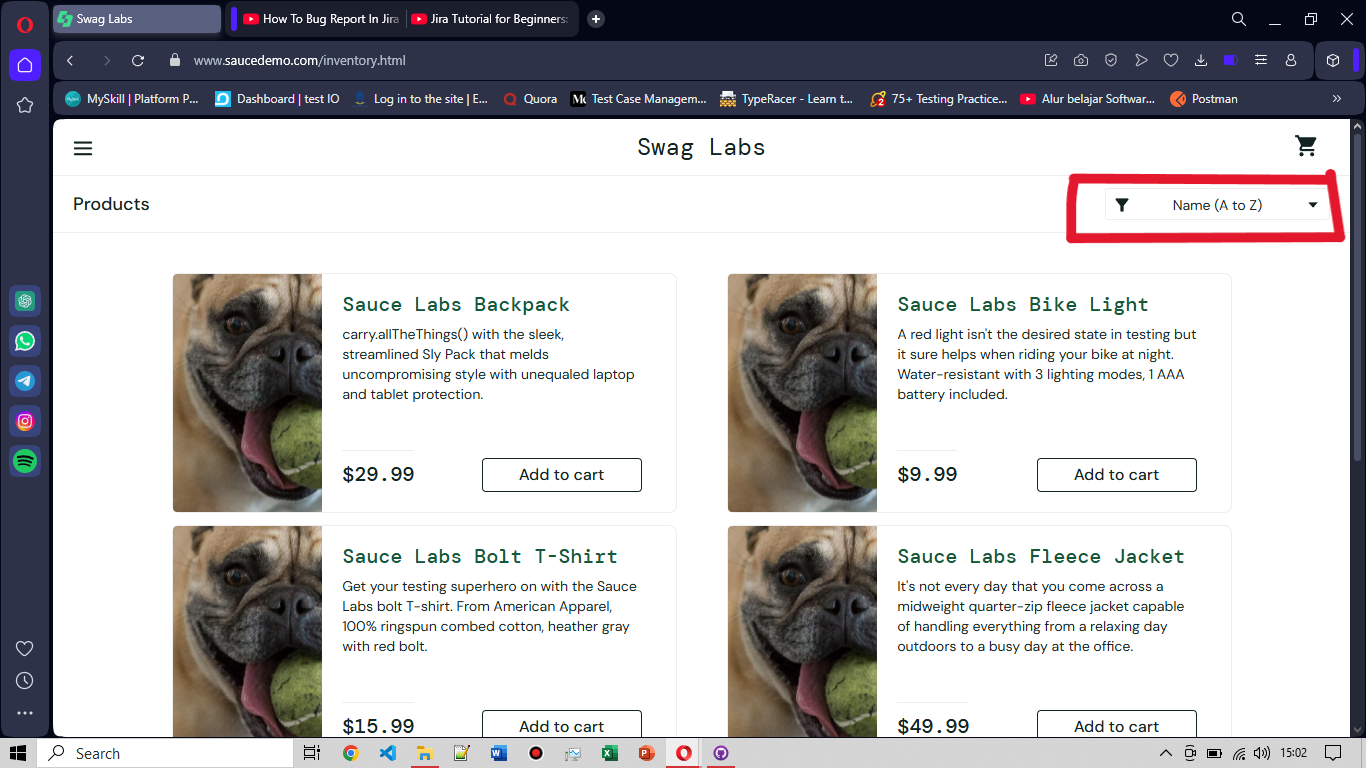 Swag Labs
How To Bug Report In Jira
Jira Tutorial for Beginners:
www.saucedemo.com/inventory.html
MySkill | Platform P...
Dashboard | test IO
Log in to the site | E...
Quora
Test Case Managem...
TypeRacer - Learn t...
75+ Testing Practice...
Alur belajar Softwar...
Postman
Swag Labs
Products
Name (A to Z)
Sauce Labs Backpack
carry.allTheThings() with the sleek,
streamlined Sly Pack that melds
uncompromising style with unequaled laptop
and tablet protection.
$29.99
Add to cart
Sauce Labs Bike Light
A red light isn't the desired state in testing but
it sure helps when riding your bike at night.
Water-resistant with 3 lighting modes, 1 AAA
battery included.
$9.99
Add to cart
Sauce Labs Bolt T-Shirt
Get your testing superhero on with the Sauce
Labs bolt T-shirt. From American Apparel,
100% ringspun combed cotton, heather gray
with red bolt.
$15.99
Add to cart
Sauce Labs Fleece Jacket
It's not every day that you come across a
midweight quarter-zip fleece jacket capable
of handling everything from a relaxing day
outdoors to a busy day at the office.
$49.99
Add to cart
Search
15:02